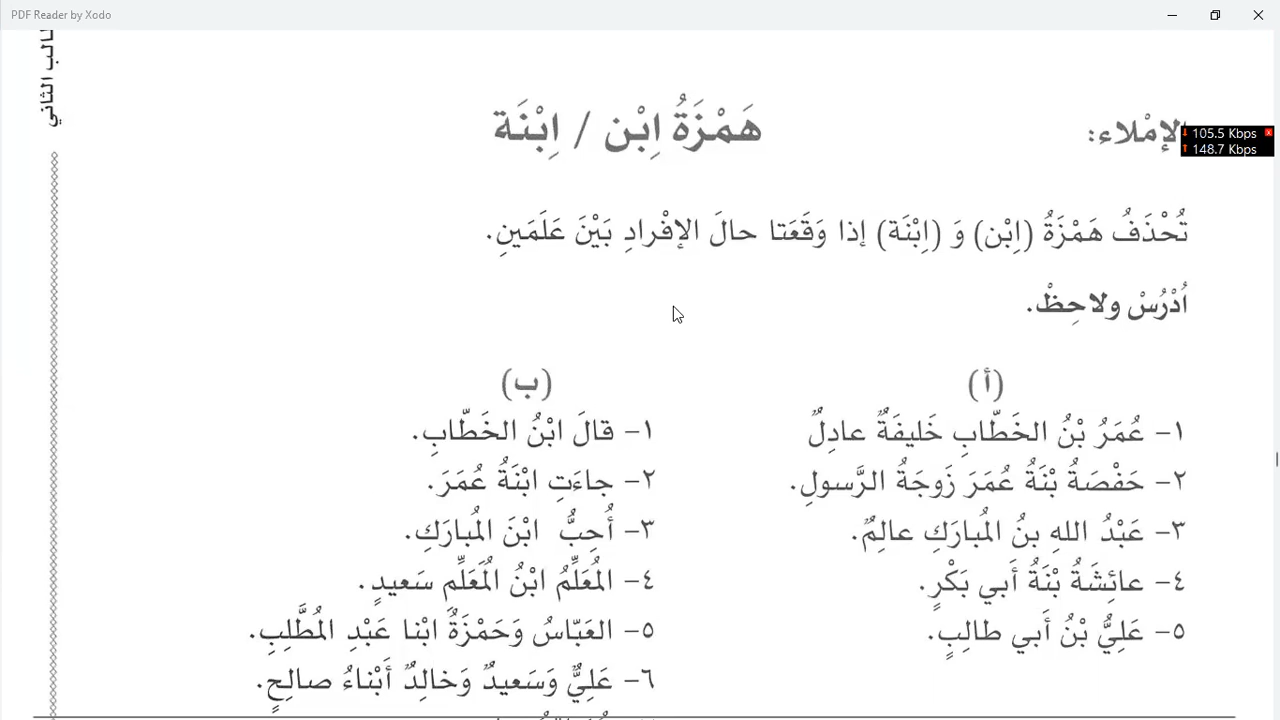 PDF Reader by Xodo
الب الثاني
الإمْلاء:
هَمْزَةُ اِبْن / اِبْنَة
105.5 Kbps
148.7 Kbps
تُحْذَفُ هَمْزَةُ (اِبْن) وَ (اِبْنَة) إذا وَقَعَتا حالَ الإفْرادِ بَيْنَ عَلَمَينِ.
اُدْرُسْ ولاحِظْ.
(أ)
١- عُمَرُ بْنُ الخَطّابِ خَليفَةٌ عادِلٌ
٢- حَفْصَةُ بْنَةُ عُمَرَ زَوجَةُ الرَّسولِ.
٣- عَبْدُ اللهِ بنُ المُبارَكِ عالِمٌ.
٤- عائِشَةُ بْنَةُ أَبي بَكْرٍ.
٥- عَلِيُّ بْنُ أَبي طالِبٍ.
(ب)
١- قالَ ابْنُ الخَطّابِ.
٢- جاءَتِ ابْنَةُ عُمَرَ.
٣- أُحِبُّ ابْنَ المُبارَكِ.
٤- المُعَلِّمُ ابْنُ المُعَلِّمِ سَعيدٍ.
٥- العَبّاسُ وَحَمْزَةُ ابْنا عَبْدِ المُطَّلِبِ.
٦- عَلِيٌّ وَسَعيدٌ وَخالِدٌ أَبْناءُ صالِحٍ.